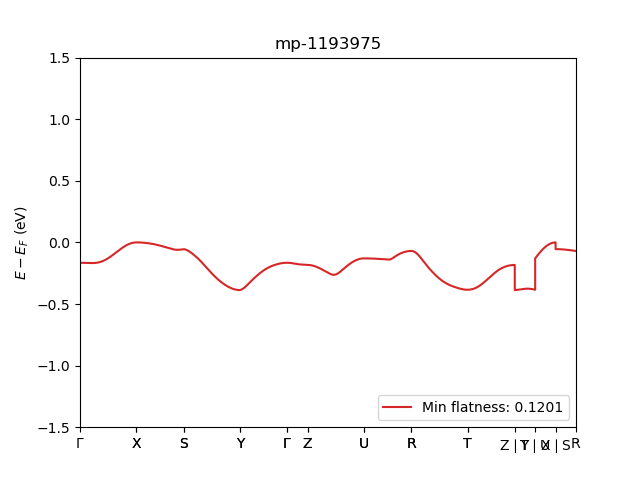 mp-1193975
1.5
1.0
0.5
0.0
−0.5
−1.0
−1.5
E − E_F (eV)
Min flatness: 0.1201
Γ X S Y Γ Z U R T Z | Y T | U X | S R